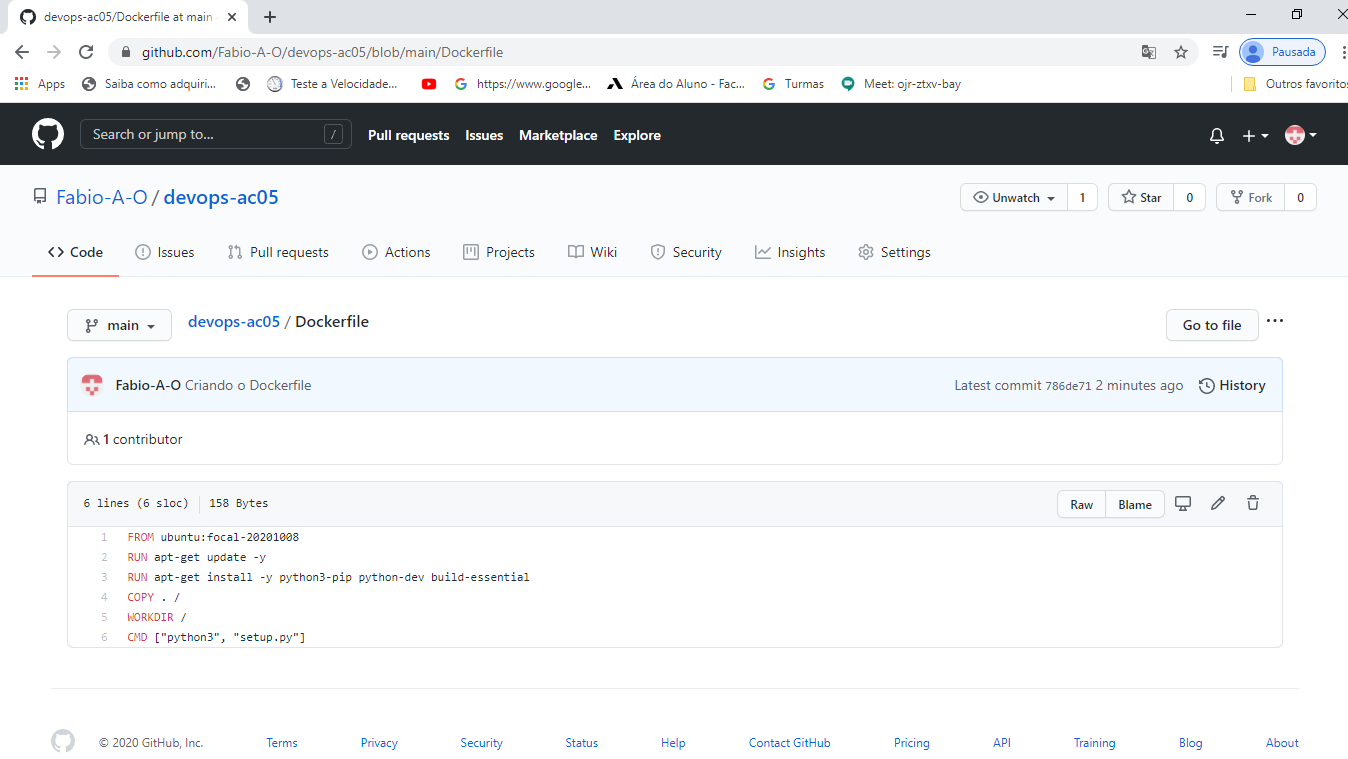 devops-ac05/Dockerfile at main
github.com/Fabio-A-O/devops-ac05/blob/main/Dockerfile
Pausada
Apps Saiba como adquiri... Teste a Velocidade... https://www.google... Área do Aluno - Fac... Turmas Meet: ojr-ztxv-bay Outros favoritos
Search or jump to... / Pull requests Issues Marketplace Explore
Fabio-A-O / devops-ac05 Unwatch 1 Star 0 Fork 0
Code Issues Pull requests Actions Projects Wiki Security Insights Settings
main devops-ac05 / Dockerfile Go to file ...
Fabio-A-O Criando o Dockerfile Latest commit 786de71 2 minutes ago History
1 contributor
6 lines (6 sloc) 158 Bytes Raw Blame
1 FROM ubuntu:focal-20201008
2 RUN apt-get update -y
3 RUN apt-get install -y python3-pip python-dev build-essential
4 COPY . /
5 WORKDIR /
6 CMD ["python3", "setup.py"]
© 2020 GitHub, Inc. Terms Privacy Security Status Help Contact GitHub Pricing API Training Blog About